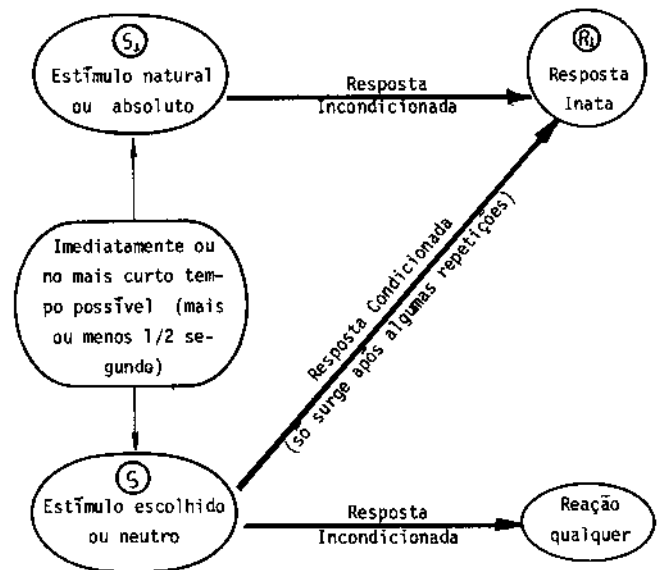 S₁
Estímulo natural
ou absoluto
Resposta
Incondicionada
R₁
Resposta
Inata
Imediatamente ou
no mais curto tem-
po possível (mais
ou menos 1/2 se-
gundo)
Resposta Condicionada
(só surge após algumas repetições)
S
Estímulo escolhido
ou neutro
Resposta
Incondicionada
Reação
qualquer